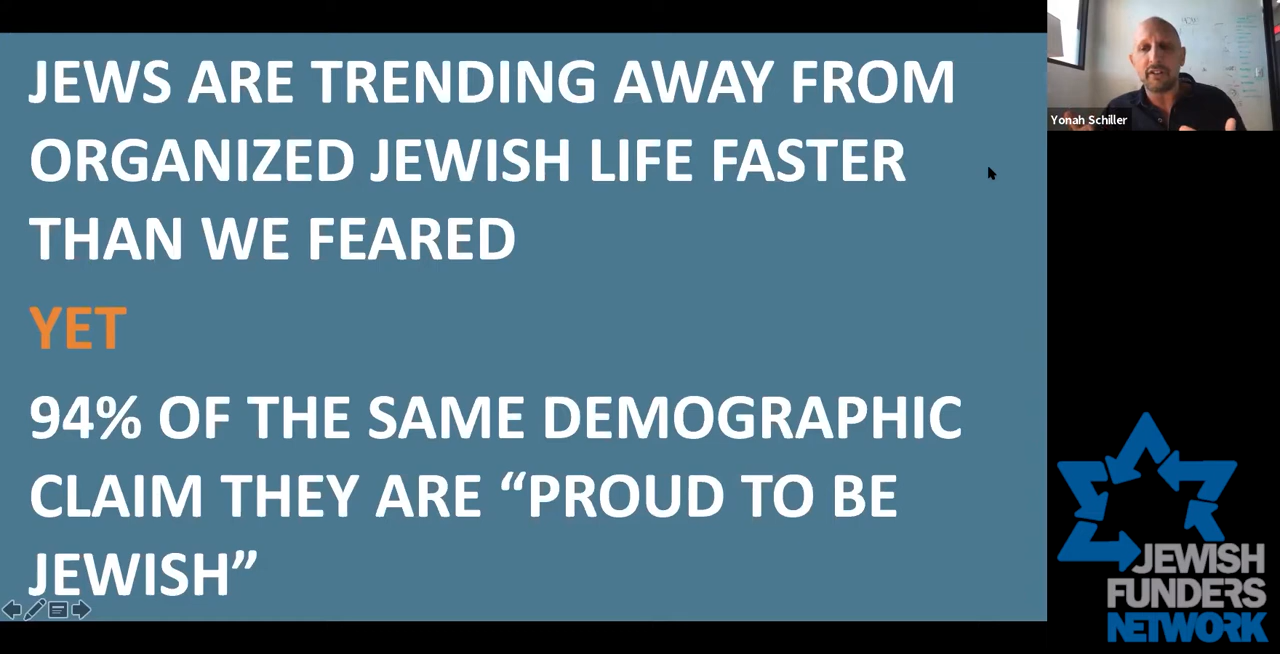 JEWS ARE TRENDING AWAY FROM
ORGANIZED JEWISH LIFE FASTER
THAN WE FEARED
YET
94% OF THE SAME DEMOGRAPHIC
CLAIM THEY ARE “PROUD TO BE
JEWISH”
Yonah Schiller
JEWISH
FUNDERS
NETWORK